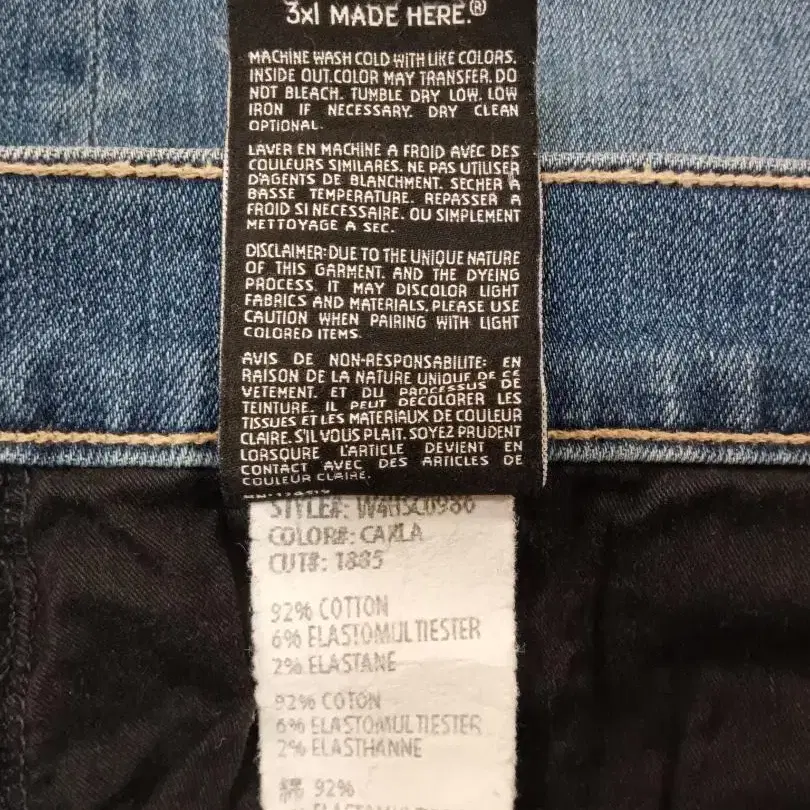 3x1 MADE HERE.®
MACHINE WASH COLD WITH LIKE COLORS.
INSIDE OUT.COLOR MAY TRANSFER. DO
NOT BLEACH. TUMBLE DRY LOW. LOW
IRON IF NECESSARY. DRY CLEAN
OPTIONAL.
LAVER EN MACHINE A FROID AVEC DES
COULEURS SIMILARES. NE PAS UTILISER
D'AGENTS DE BLANCHMENT. SECHER A
BASSE TEMPERATURE. REPASSER A
FROID SI NECESSAIRE. OU SIMPLEMENT
METTOYAGE A SEC.
DISCLAIMER: DUE TO THE UNIQUE NATURE
OF THIS GARMENT. AND THE DYEING
PROCESS. IT MAY DISCOLOR LIGHT
FABRICS AND MATERIALS. PLEASE USE
CAUTION WHEN PAIRING WITH LIGHT
COLORED ITEMS.
AVIS DE NON-RESPONSABILITE: EN
RAISON DE LA NATURE UNIQUE DE CE
VETEMENT. ET DU PROCESSUS DE
TEINTURE. IL PEUT DECOLORER LES
TISSUES ET LES MATERIAUX DE COULEUR
CLAIRE. S'IL VOUS PLAIT. SOYEZ PRUDENT
LORSQURE L'ARTICLE DEVIENT EN
CONTACT AVEC DES ARTICLES DE
COULEUR CLAIRE.
STYLE#:
COLOR#:
CUT#: 1885
92% COTTON
6% ELASTOMULTIESTER
2% ELASTANE
92% COTON
6% ELASTOMULTIESTER
2% ELASTHANNE
綿 92%